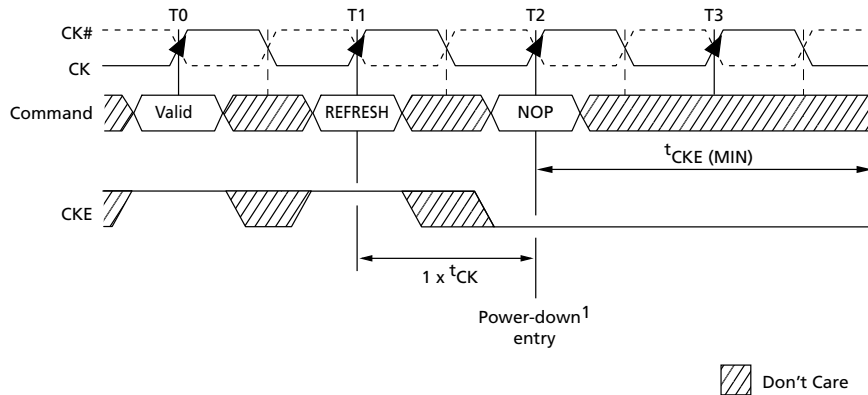 T0 T1 T2 T3
CK#
CK
Command Valid REFRESH NOP
tCKE (MIN)
CKE
1 x tCK
Power-down1
entry
Don't Care